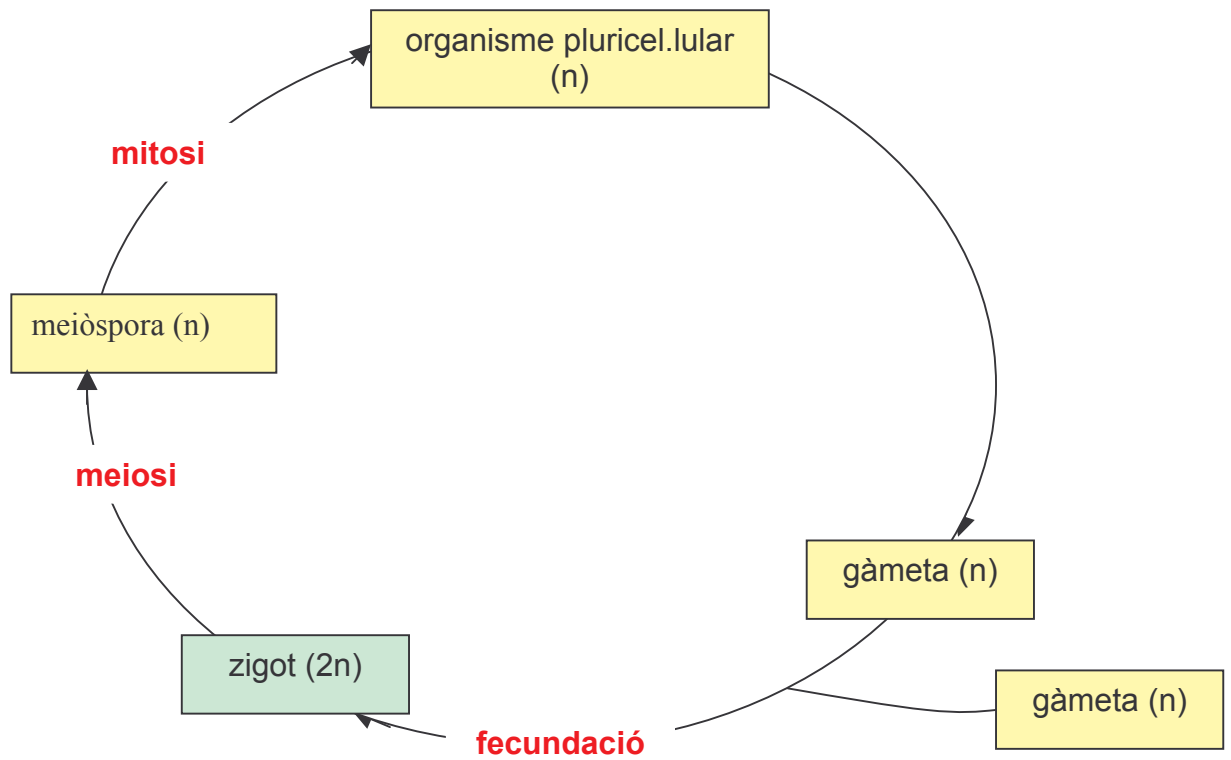 organisme pluricel.lular
(n)
mitosi
meiòspora (n)
meiosi
gàmeta (n)
zigot (2n)
gàmeta (n)
fecundació